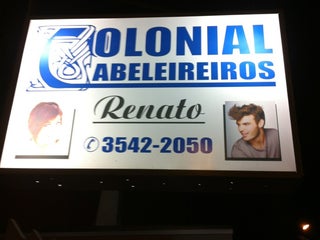 COLONIAL
CABELEIREIROS
Renato
✆3542-2050